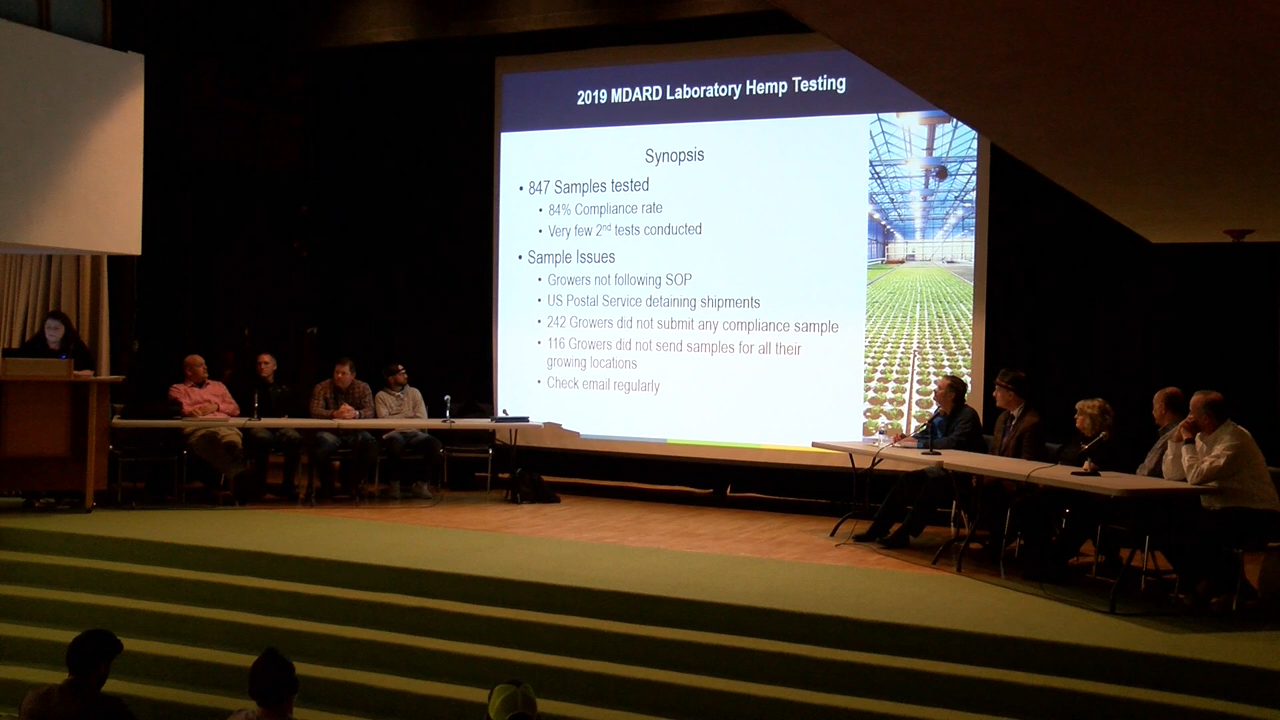 2019 MDARD Laboratory Hemp Testing
Synopsis
• 847 Samples tested
• 84% Compliance rate
• Very few 2nd tests conducted
• Sample Issues
• Growers not following SOP
• US Postal Service detaining shipments
• 242 Growers did not submit any compliance sample
• 116 Growers did not send samples for all their
growing locations
• Check email regularly